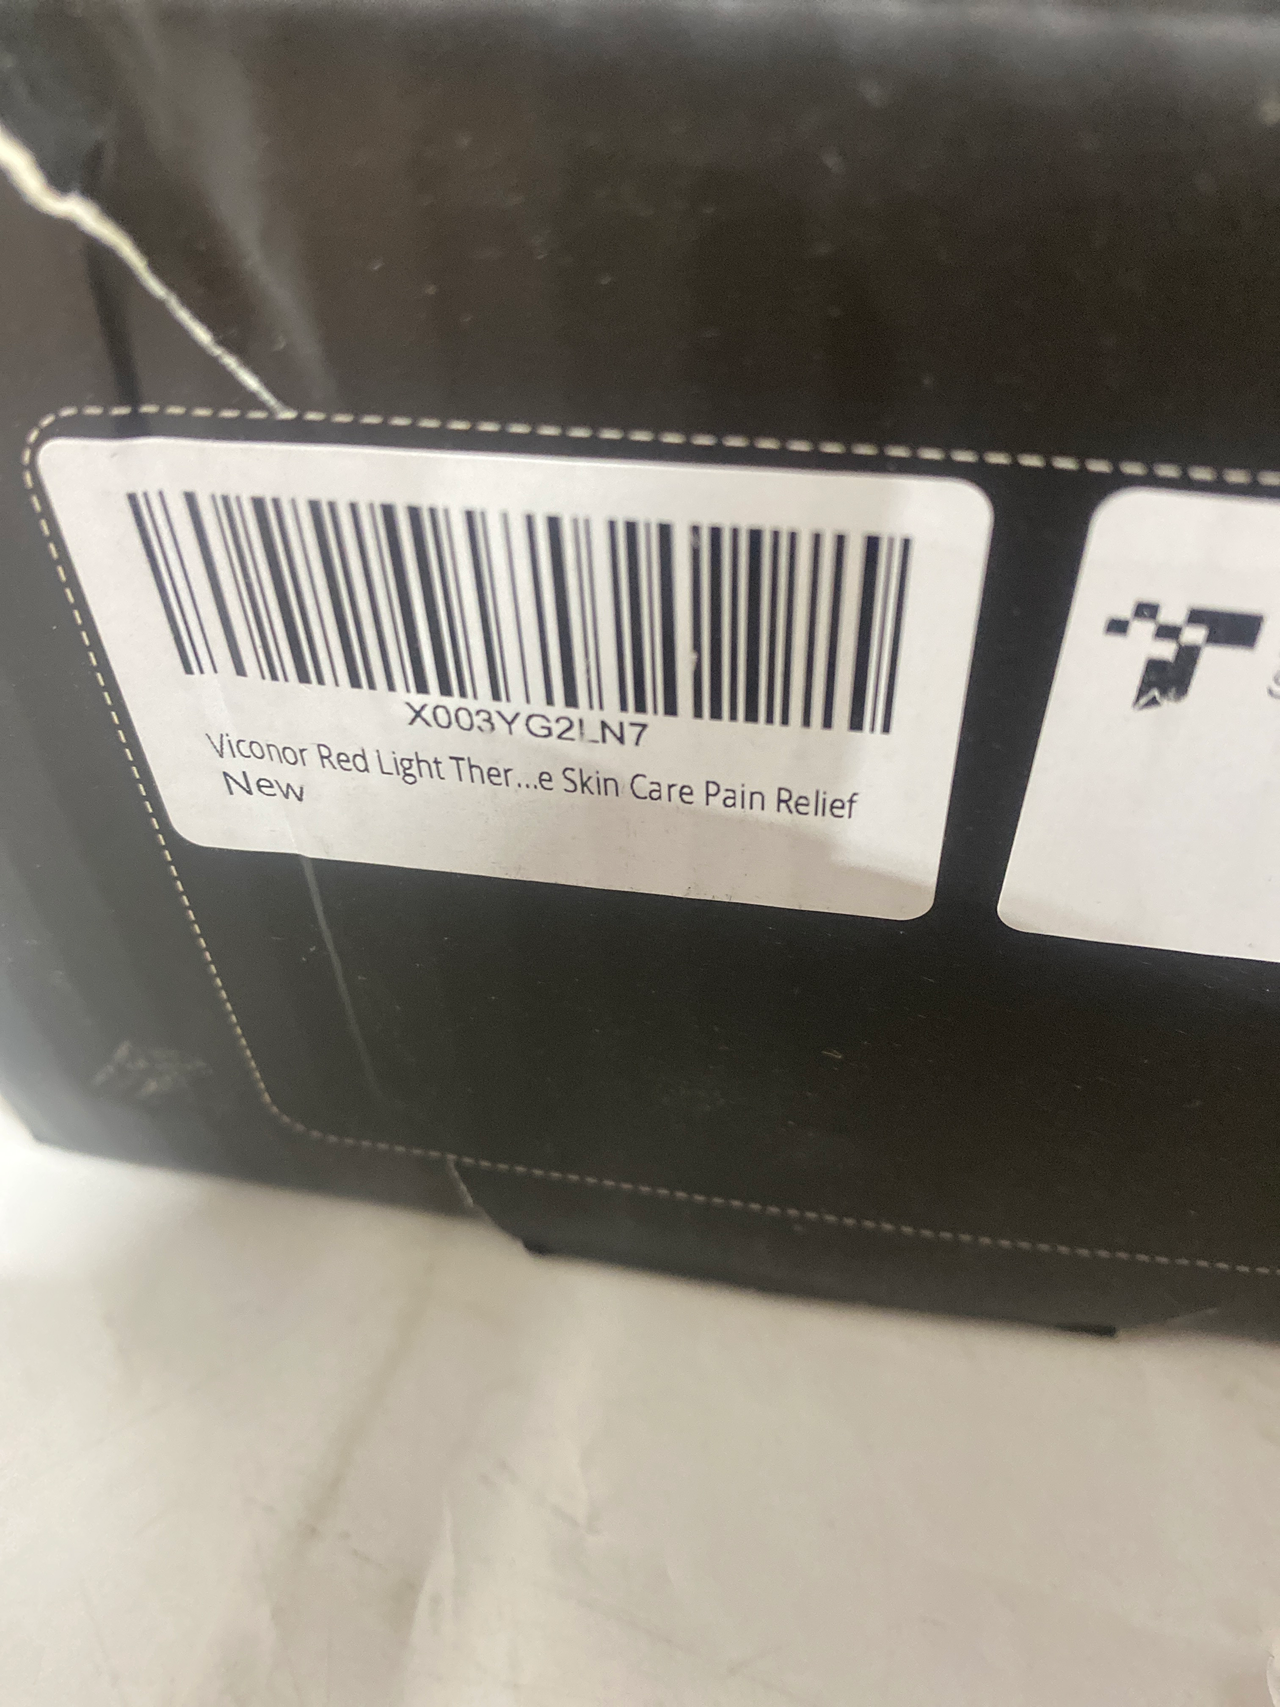 X003YG2LN7
Viconor Red Light Ther...e Skin Care Pain Relief
New